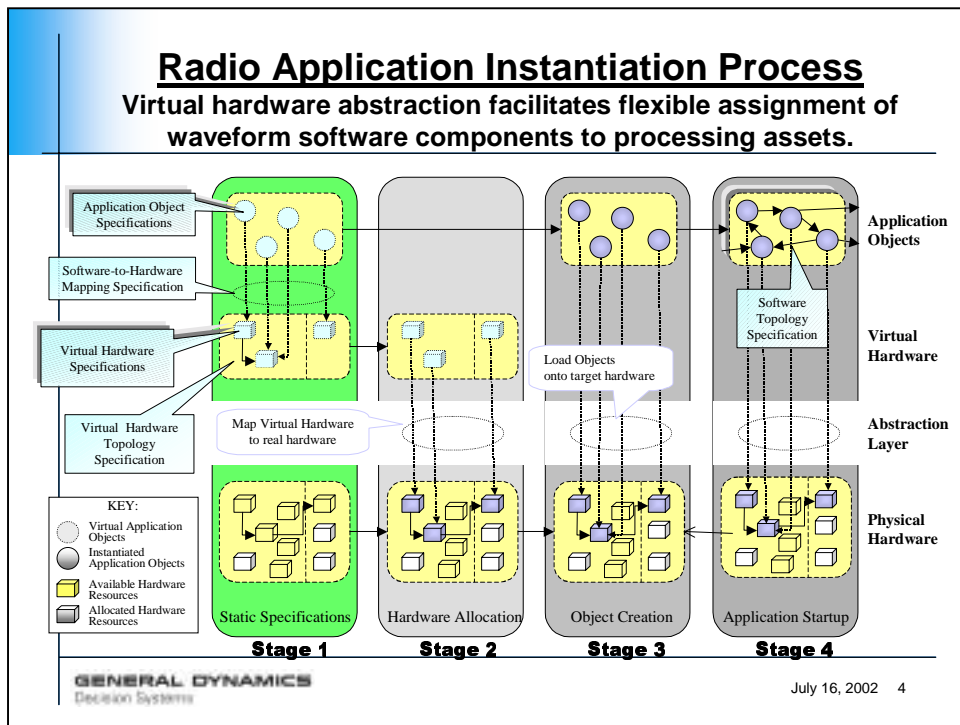 Radio Application Instantiation Process
Virtual hardware abstraction facilitates flexible assignment of
waveform software components to processing assets.
Application Object
Specifications
Application
Objects
Software-to-Hardware
Mapping Specification
Software
Topology
Specification
Virtual Hardware
Specifications
Virtual
Hardware
Load Objects
onto target hardware
Virtual Hardware
Topology
Specification
Map Virtual Hardware
to real hardware
Abstraction
Layer
KEY:
Virtual Application
Objects
Instantiated
Application Objects
Available Hardware
Resources
Allocated Hardware
Resources
Physical
Hardware
Static Specifications
Hardware Allocation
Object Creation
Application Startup
Stage 1
Stage 2
Stage 3
Stage 4
GENERAL DYNAMICS
Decision Systems
July 16, 2002 4